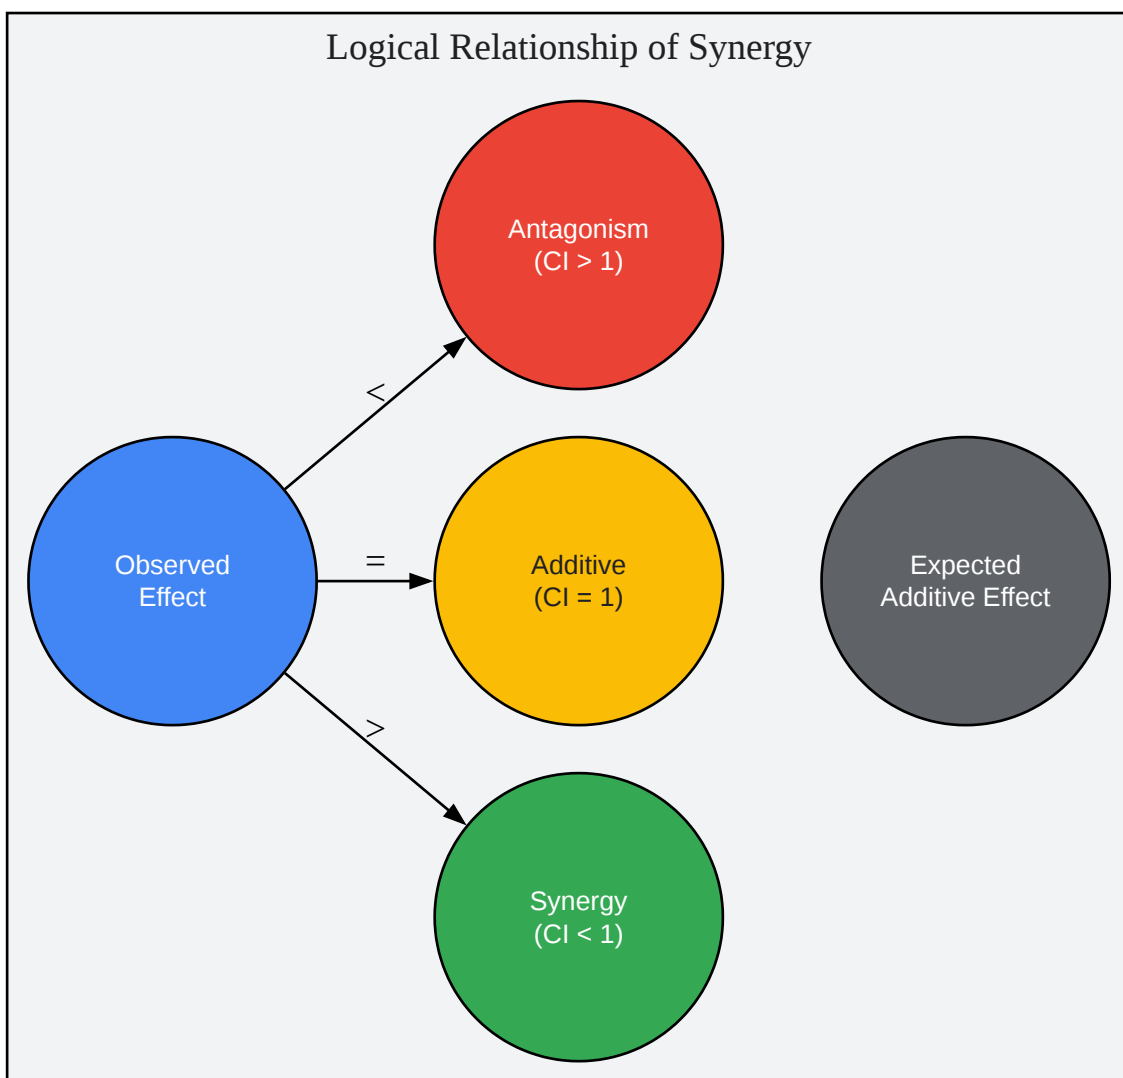 Logical Relationship of Synergy
Antagonism
(CI > 1)
<
Observed
Effect
=
Additive
(CI = 1)
Expected
Additive Effect
>
Synergy
(CI < 1)